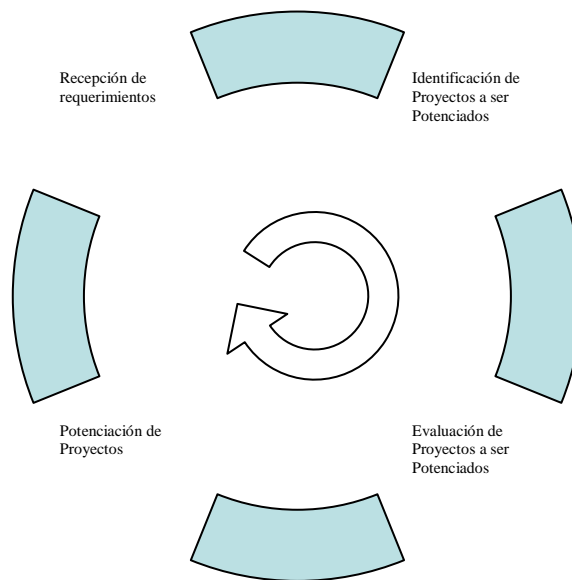 Recepción de
requerimientos
Identificación de
Proyectos a ser
Potenciados
Potenciación de
Proyectos
Evaluación de
Proyectos a ser
Potenciados